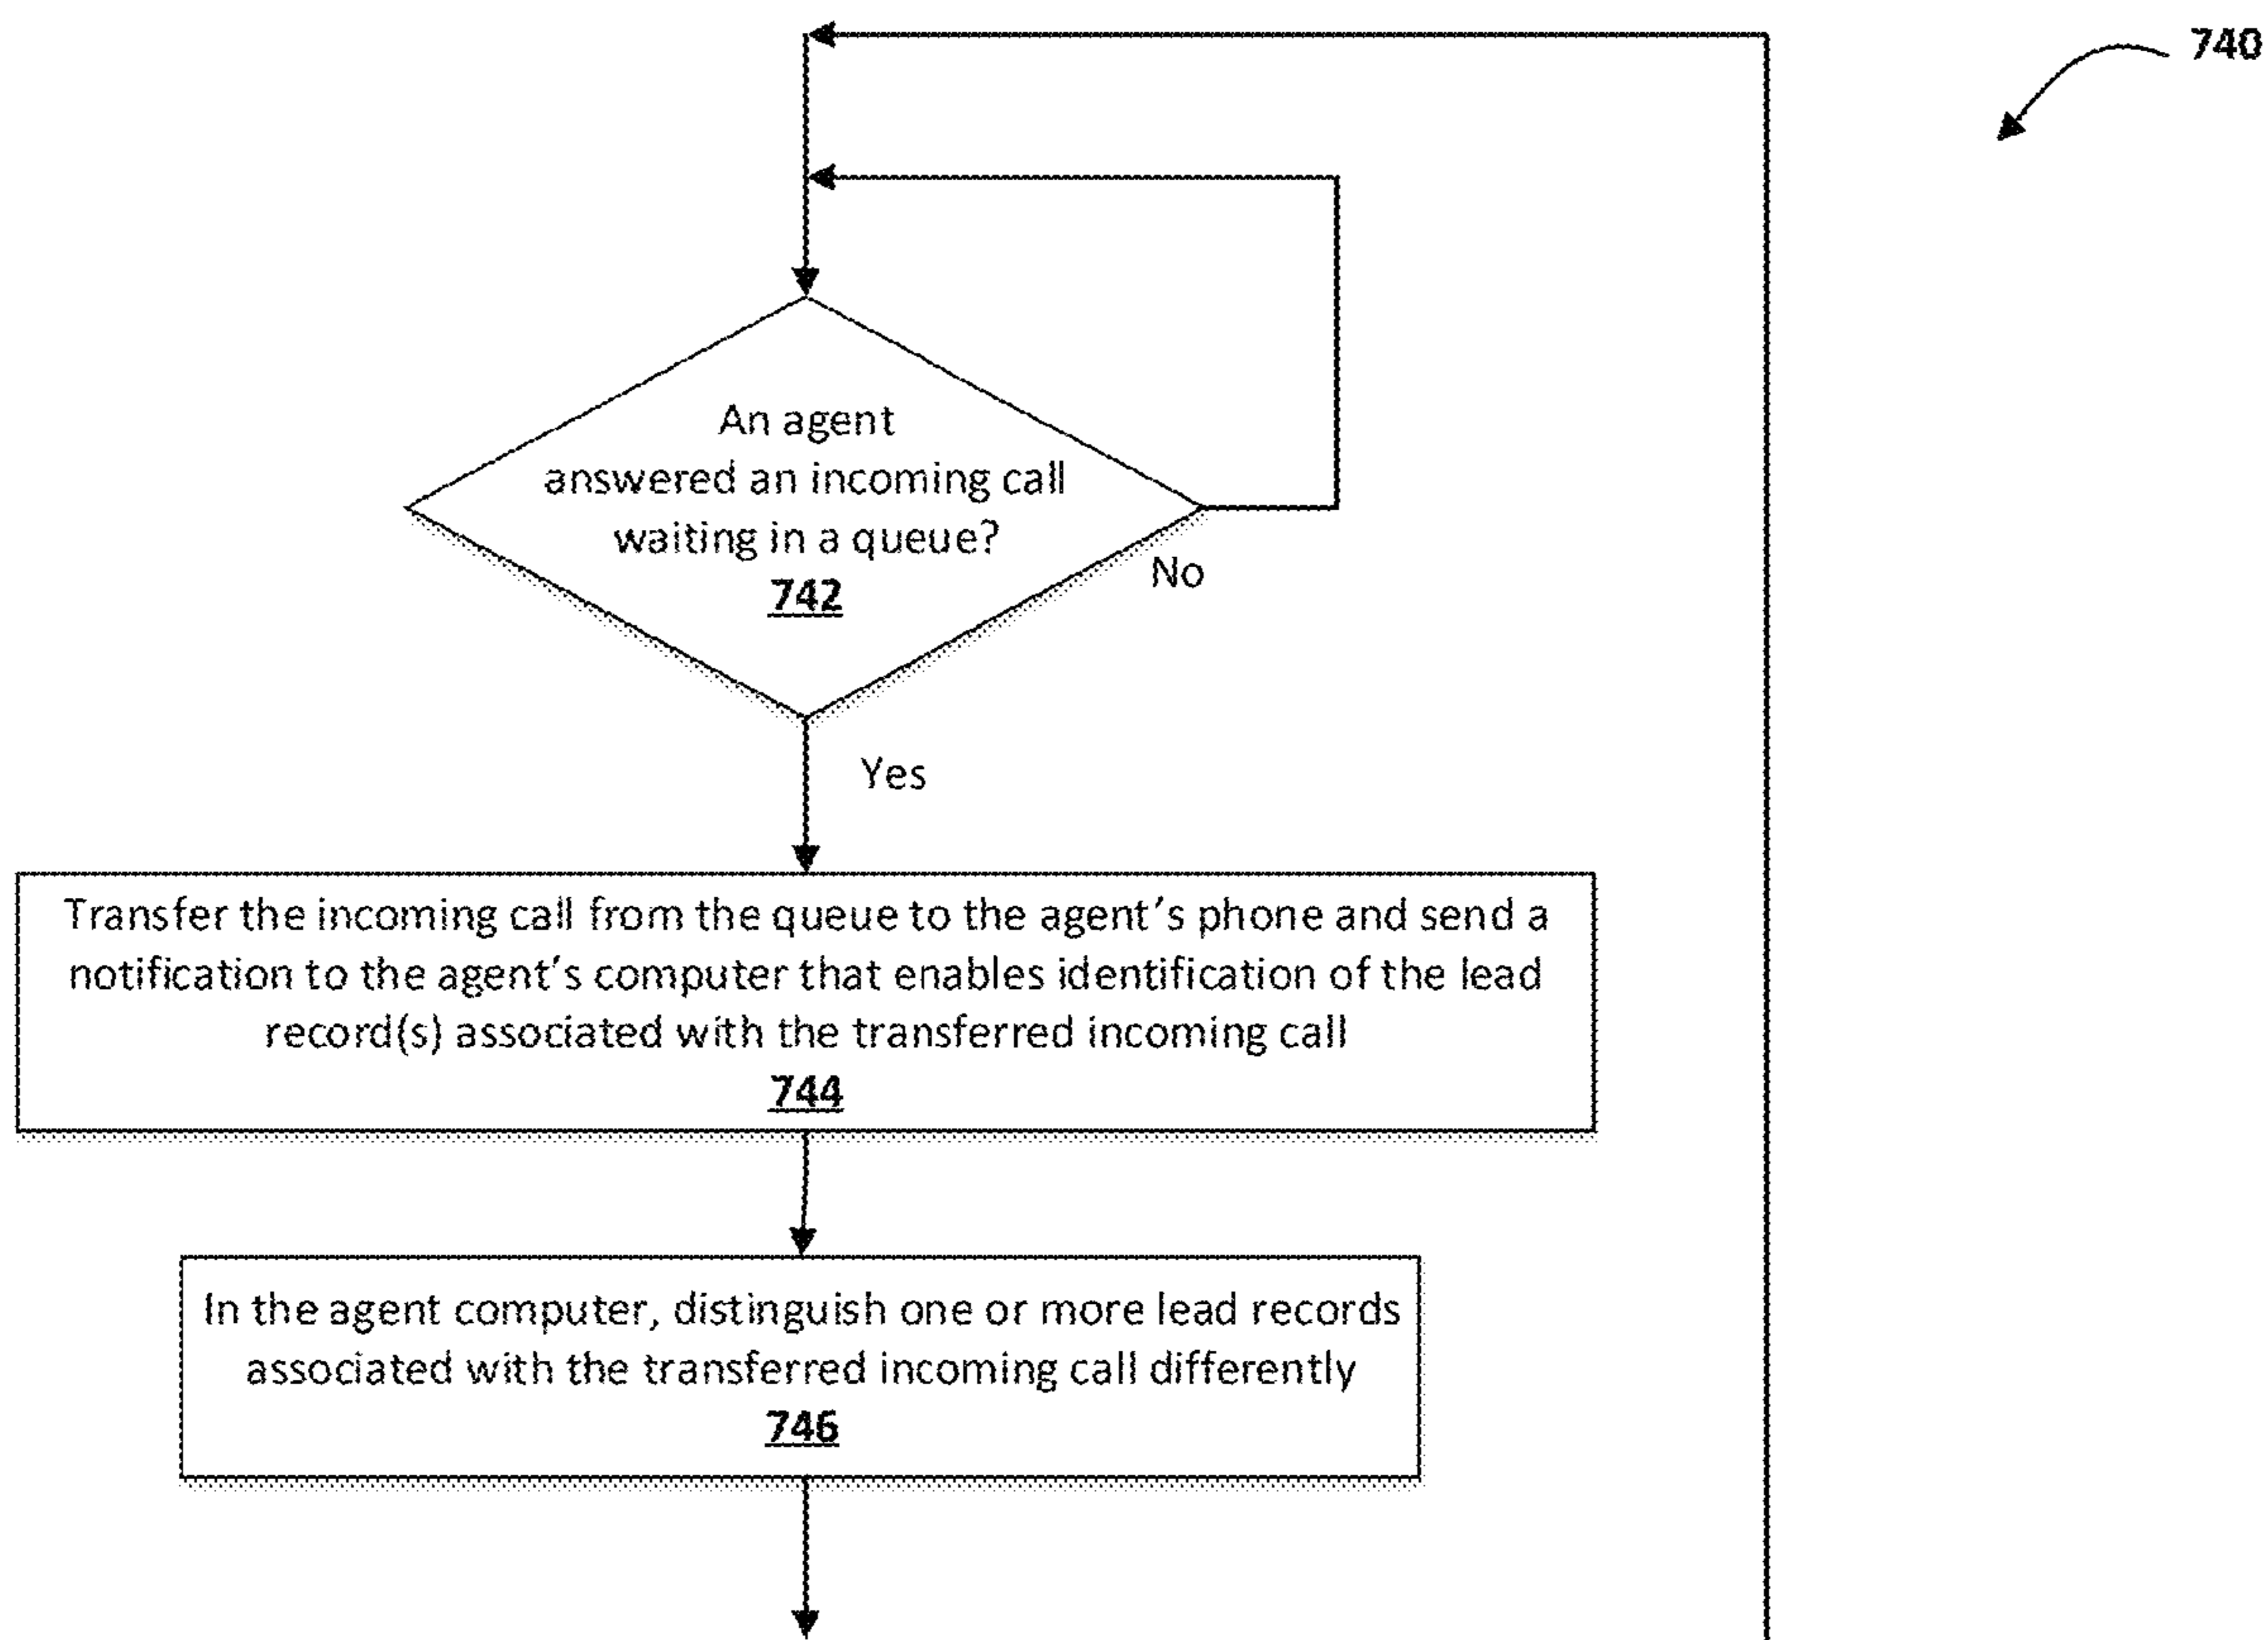 740
An agent
answered an incoming call
waiting in a queue?
742
No
Yes
Transfer the incoming call from the queue to the agent's phone and send a
notification to the agent's computer that enables identification of the lead
record(s) associated with the transferred incoming call
744
In the agent computer, distinguish one or more lead records
associated with the transferred incoming call differently
746